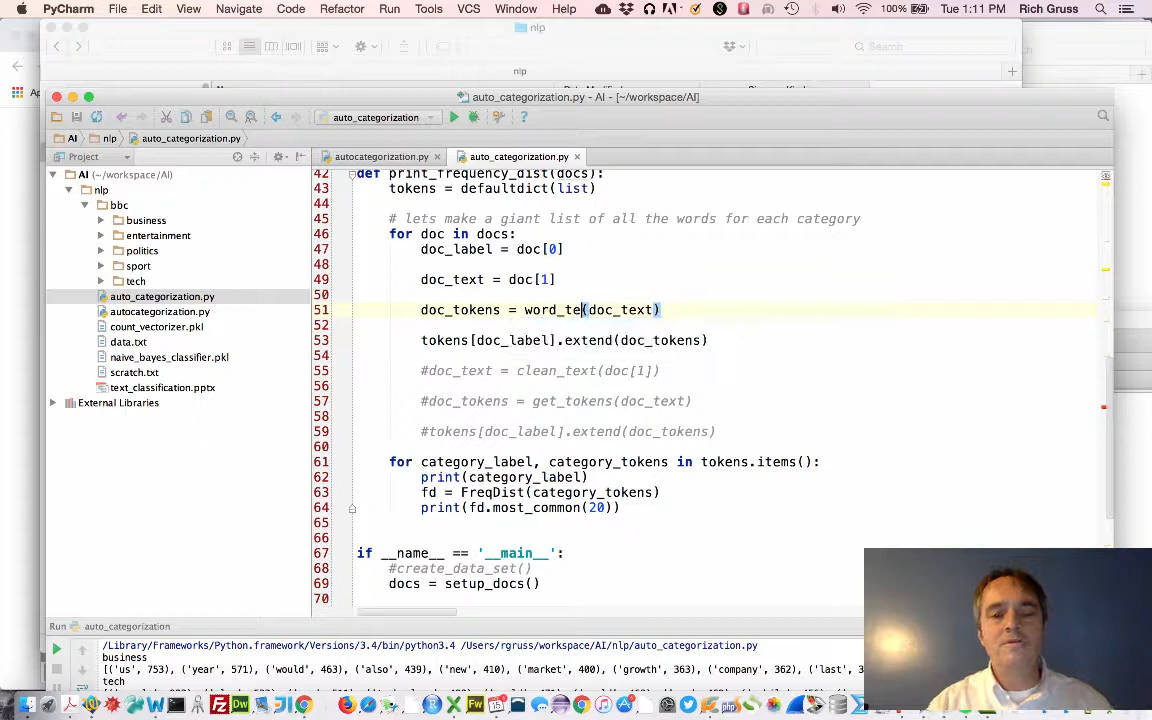 PyCharm File Edit View Navigate Code Refactor Run Tools VCS Window Help 100% Tue 1:11 PM Rich Gruss
nlp
Search
nlp
auto_categorization.py - AI - [~/workspace/AI]
auto_categorization
AI nlp auto_categorization.py
Project
autocategorization.py auto_categorization.py
AI (~/workspace/AI)
nlp
bbc
business
entertainment
politics
sport
tech
auto_categorization.py
autocategorization.py
count_vectorizer.pkl
data.txt
naive_bayes_classifier.pkl
scratch.txt
text_classification.pptx
External Libraries
42 def print_frequency_dist(docs):
43 tokens = defaultdict(list)
44
45 # lets make a giant list of all the words for each category
46 for doc in docs:
47 doc_label = doc[0]
48
49 doc_text = doc[1]
50
51 doc_tokens = word_te(doc_text)
52
53 tokens[doc_label].extend(doc_tokens)
54
55 #doc_text = clean_text(doc[1])
56
57 #doc_tokens = get_tokens(doc_text)
58
59 #tokens[doc_label].extend(doc_tokens)
60
61 for category_label, category_tokens in tokens.items():
62 print(category_label)
63 fd = FreqDist(category_tokens)
64 print(fd.most_common(20))
65
66
67 if __name__ == '__main__':
68 #create_data_set()
69 docs = setup_docs()
70
Run auto_categorization
/Library/Frameworks/Python.framework/Versions/3.4/bin/python3.4 /Users/rgruss/workspace/AI/nlp/auto_categorization.py
business
[('us', 753), ('year', 571), ('would', 463), ('also', 439), ('new', 410), ('market', 400), ('growth', 363), ('company', 362), ('last', 3
tech